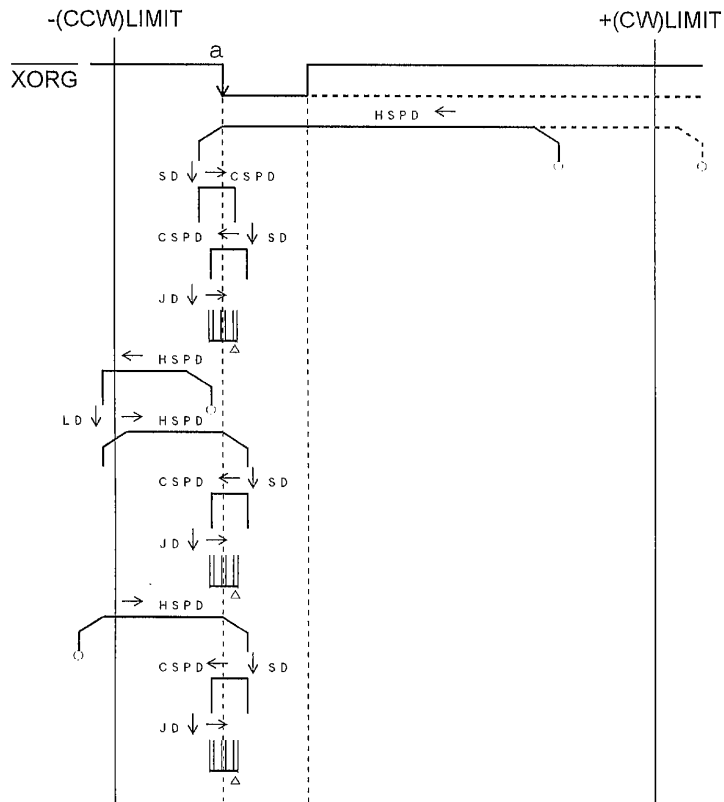 -(CCW)LIMIT +(CW)LIMIT
a
XORG
HSPD
SD CSPD
CSPD SD
JD
HSPD
LD HSPD
CSPD SD
JD
HSPD
CSPD SD
JD